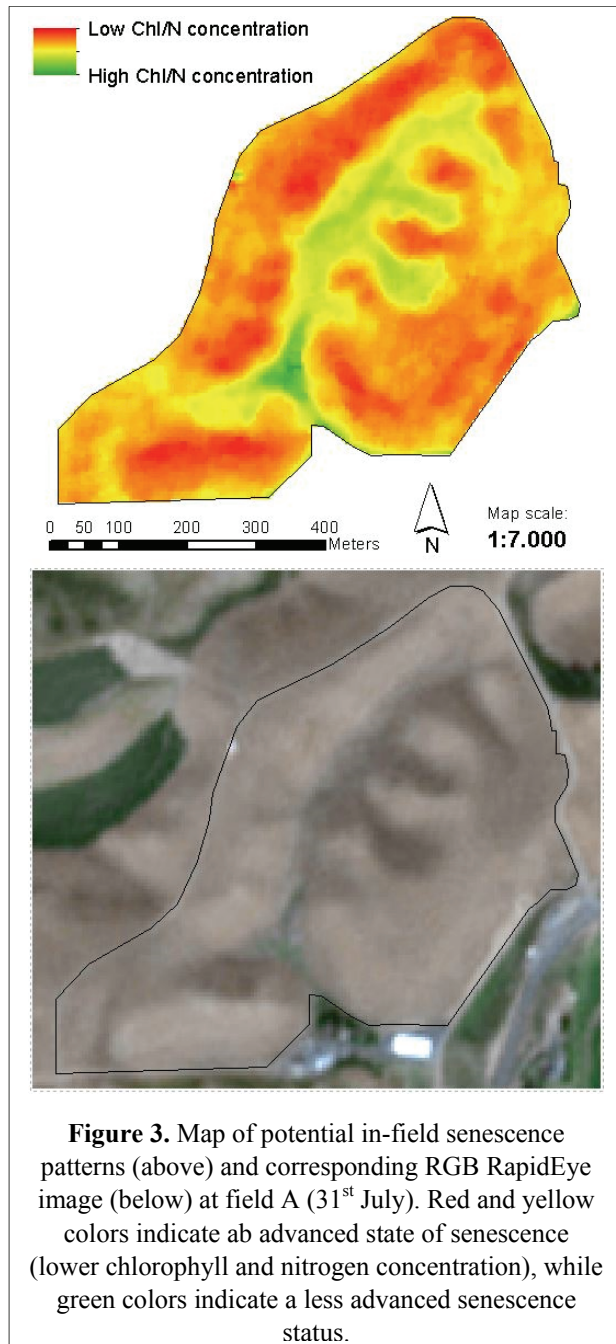 Low Chl/N concentration
High Chl/N concentration
0 50 100 200 300 400
Meters
N
Map scale:
1:7.000
Figure 3. Map of potential in-field senescence
patterns (above) and corresponding RGB RapidEye
image (below) at field A (31st July). Red and yellow
colors indicate ab advanced state of senescence
(lower chlorophyll and nitrogen concentration), while
green colors indicate a less advanced senescence
status.